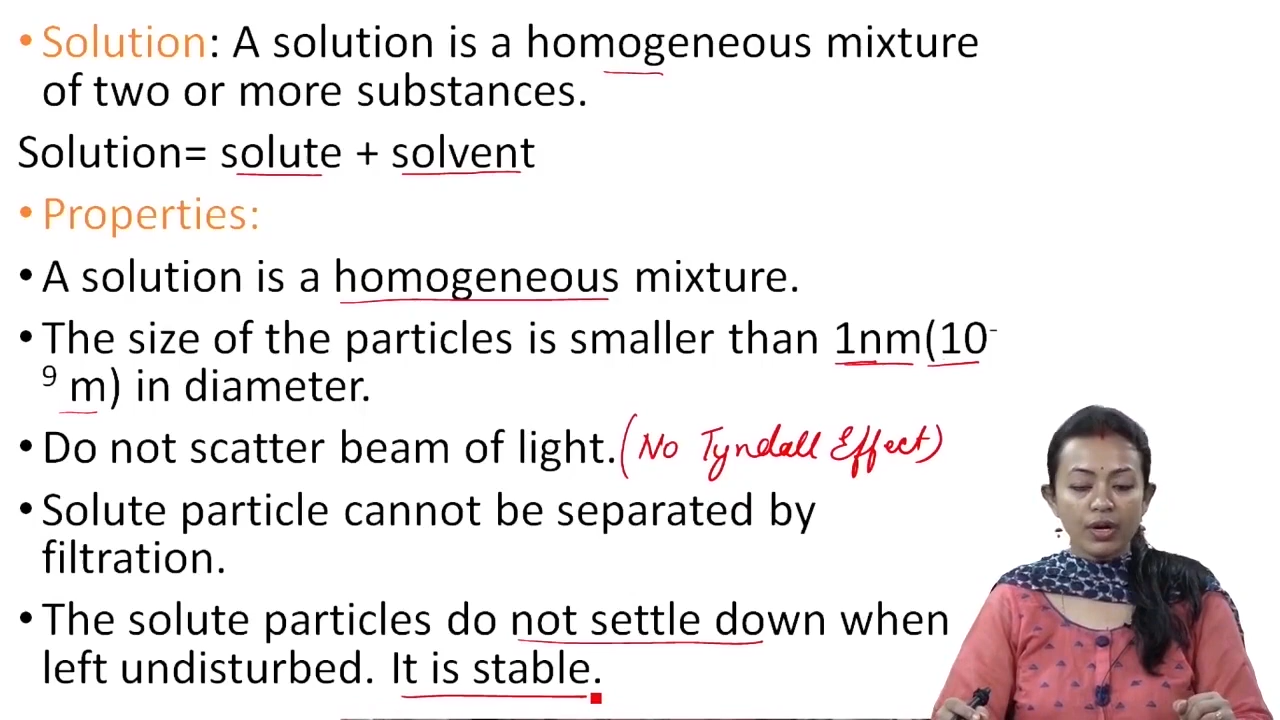 • Solution: A solution is a homogeneous mixture
of two or more substances.
Solution= solute + solvent
• Properties:
• A solution is a homogeneous mixture.
• The size of the particles is smaller than 1nm(10-
9 m) in diameter.
• Do not scatter beam of light. (No Tyndall Effect)
• Solute particle cannot be separated by
filtration.
• The solute particles do not settle down when
left undisturbed. It is stable.